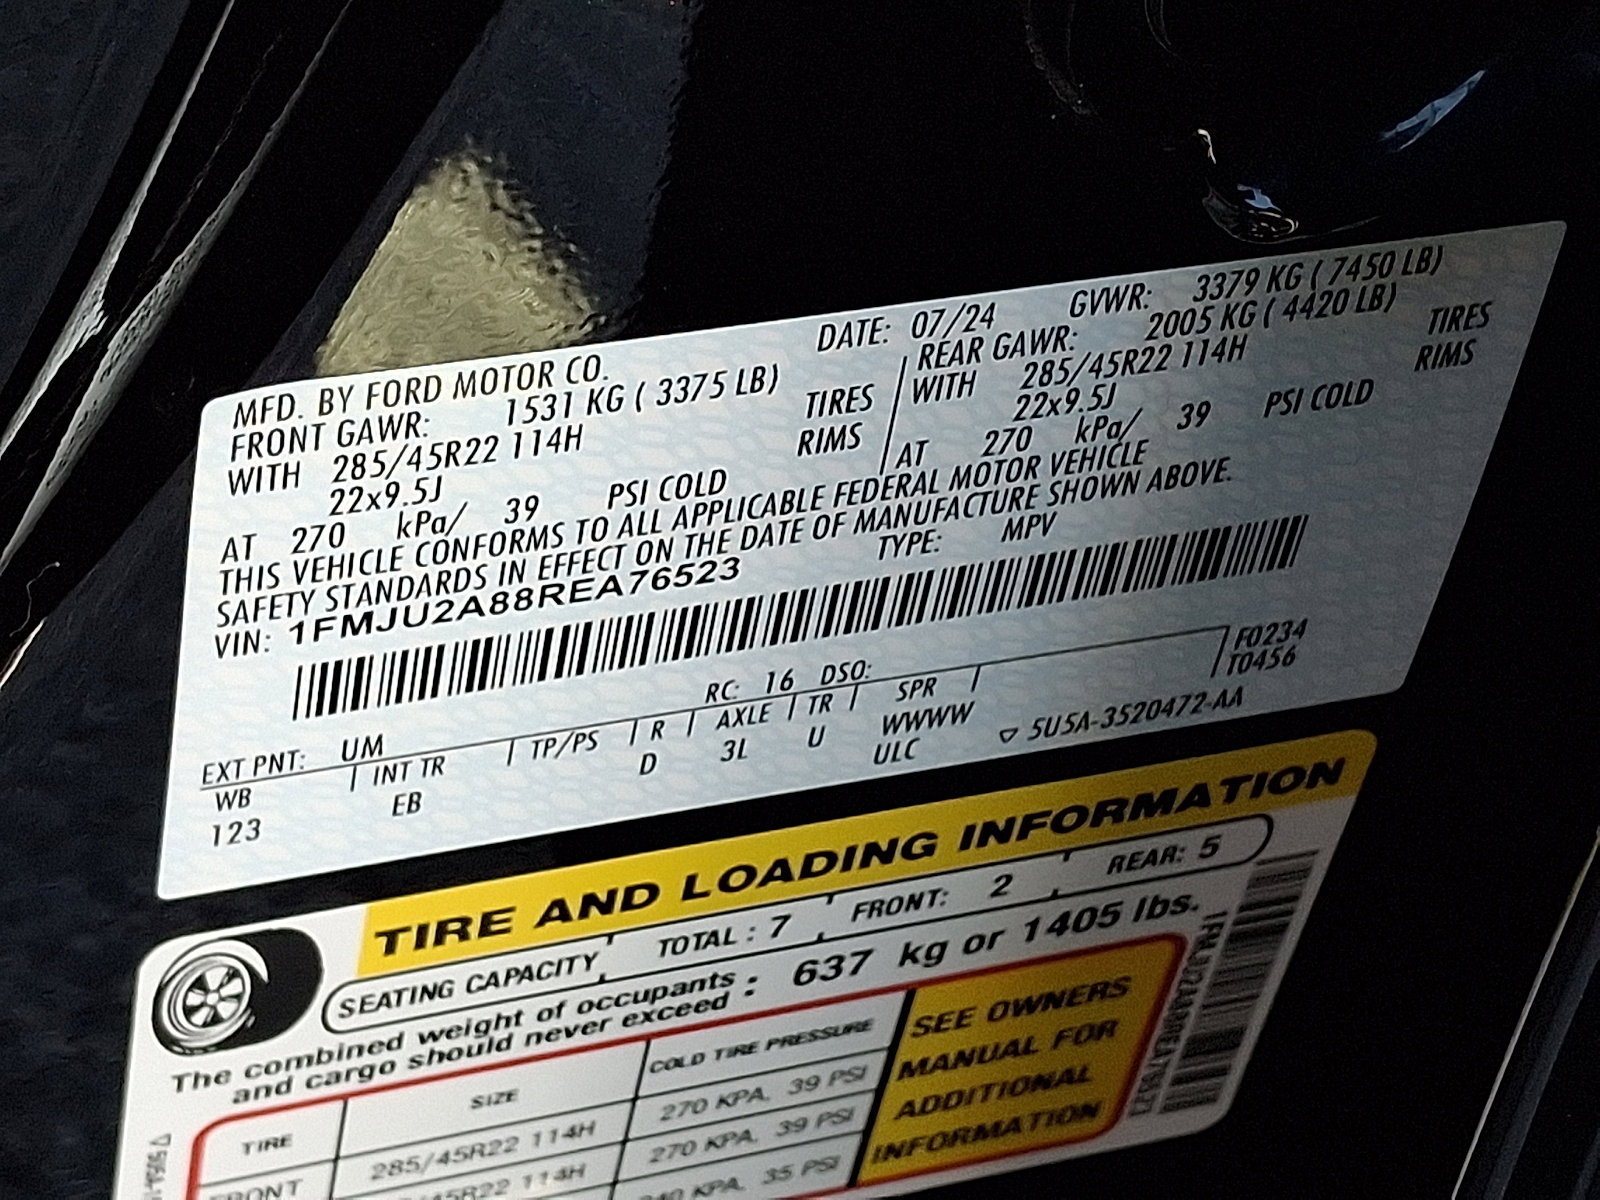 MFD. BY FORD MOTOR CO.
DATE: 07/24 GVWR: 3379 KG ( 7450 LB)
FRONT GAWR: 1531 KG ( 3375 LB)
WITH 285/45R22 114H TIRES
22x9.5J RIMS
AT 270 kPa/ 39 PSI COLD
REAR GAWR: 2005 KG ( 4420 LB)
WITH 285/45R22 114H TIRES
22x9.5J RIMS
AT 270 kPa/ 39 PSI COLD
THIS VEHICLE CONFORMS TO ALL APPLICABLE FEDERAL MOTOR VEHICLE
SAFETY STANDARDS IN EFFECT ON THE DATE OF MANUFACTURE SHOWN ABOVE.
VIN: 1FMJU2A88REA76523 TYPE: MPV
F0234
T0456
EXT PNT: UM RC: 16 DSO:
WB INT TR TP/PS R AXLE TR SPR
123 EB D 3L U WWWW
ULC
5U5A-3520472-AA
TIRE AND LOADING INFORMATION
SEATING CAPACITY TOTAL : 7 FRONT: 2 REAR: 5
The combined weight of occupants
and cargo should never exceed : 637 kg or 1405 lbs.
TIRE SIZE COLD TIRE PRESSURE
FRONT 285/45R22 114H 270 KPA, 39 PSI
45R22 114H 270 KPA, 39 PSI
KPA, 35 PSI
SEE OWNERS
MANUAL FOR
ADDITIONAL
INFORMATION